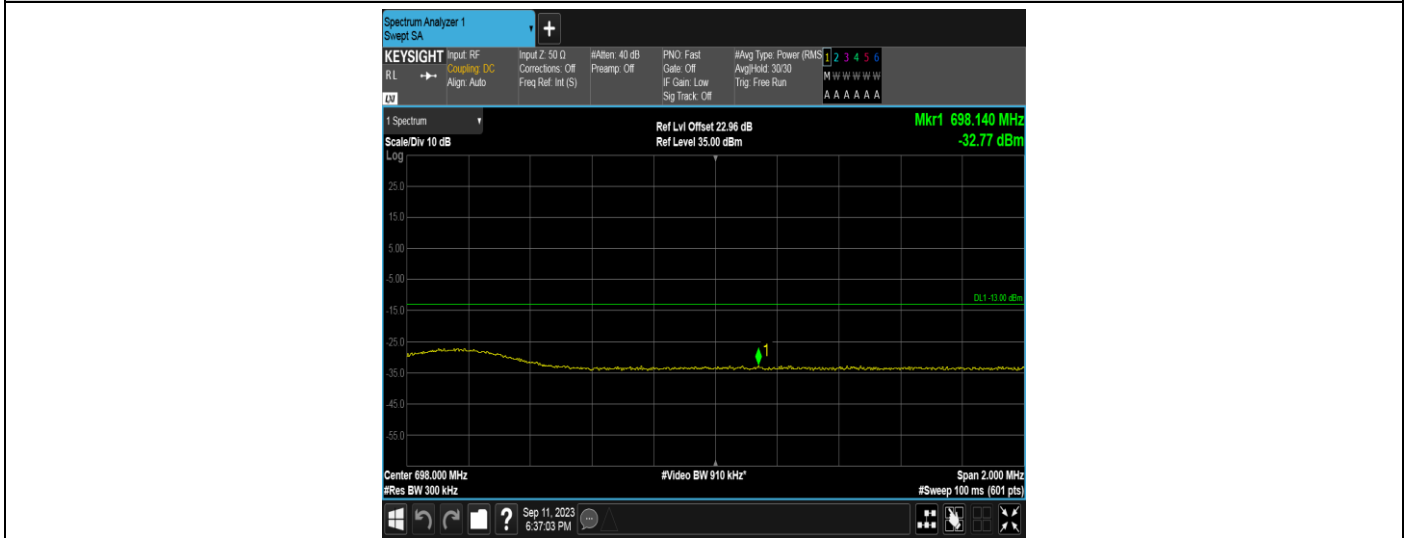 Spectrum Analyzer 1
Swept SA
+
KEYSIGHT
RL
LXI
Input: RF
Coupling: DC
Align: Auto
Input Z: 50 Ω
Corrections: Off
Freq Ref: Int (S)
#Atten: 40 dB
Preamp: Off
PNO: Fast
Gate: Off
IF Gain: Low
Sig Track: Off
#Avg Type: Power (RMS
Avg|Hold: 30/30
Trig: Free Run
1 2 3 4 5 6
M W W W W W
A A A A A A
1 Spectrum
Scale/Div 10 dB
Log
Ref Lvl Offset 22.96 dB
Ref Level 35.00 dBm
Mkr1 698.140 MHz
-32.77 dBm
25.0
15.0
5.00
-5.00
DL1 -13.00 dBm
-15.0
-25.0
1
-35.0
-45.0
-55.0
Center 698.000 MHz
#Res BW 300 kHz
#Video BW 910 kHz*
Span 2.000 MHz
#Sweep 100 ms (601 pts)
?
Sep 11, 2023
6:37:03 PM